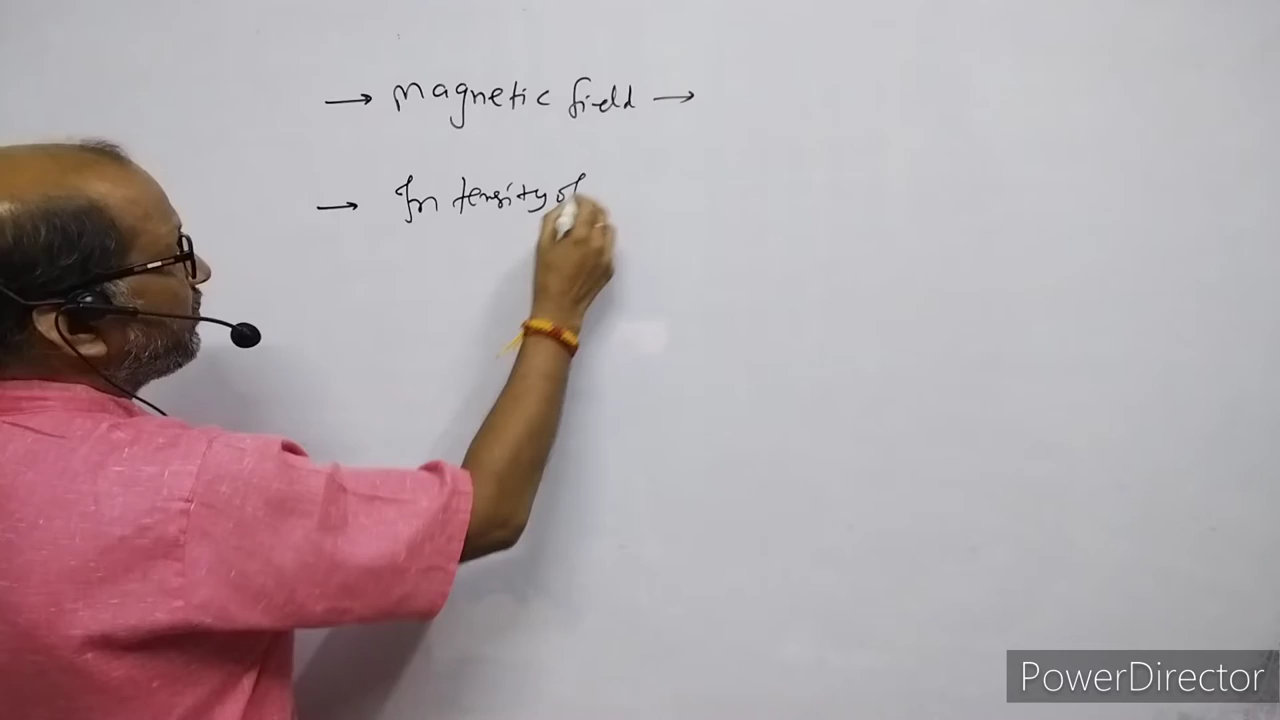 → Magnetic field →
→ Intensity of
PowerDirector